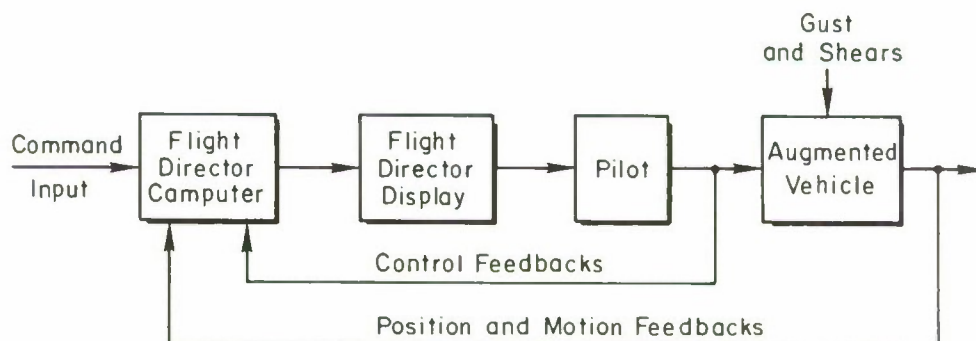 Gust
and Shears
Command
Input
Flight
Director
Camputer
Flight
Director
Display
Pilot
Augmented
Vehicle
Control Feedbacks
Position and Motion Feedbacks